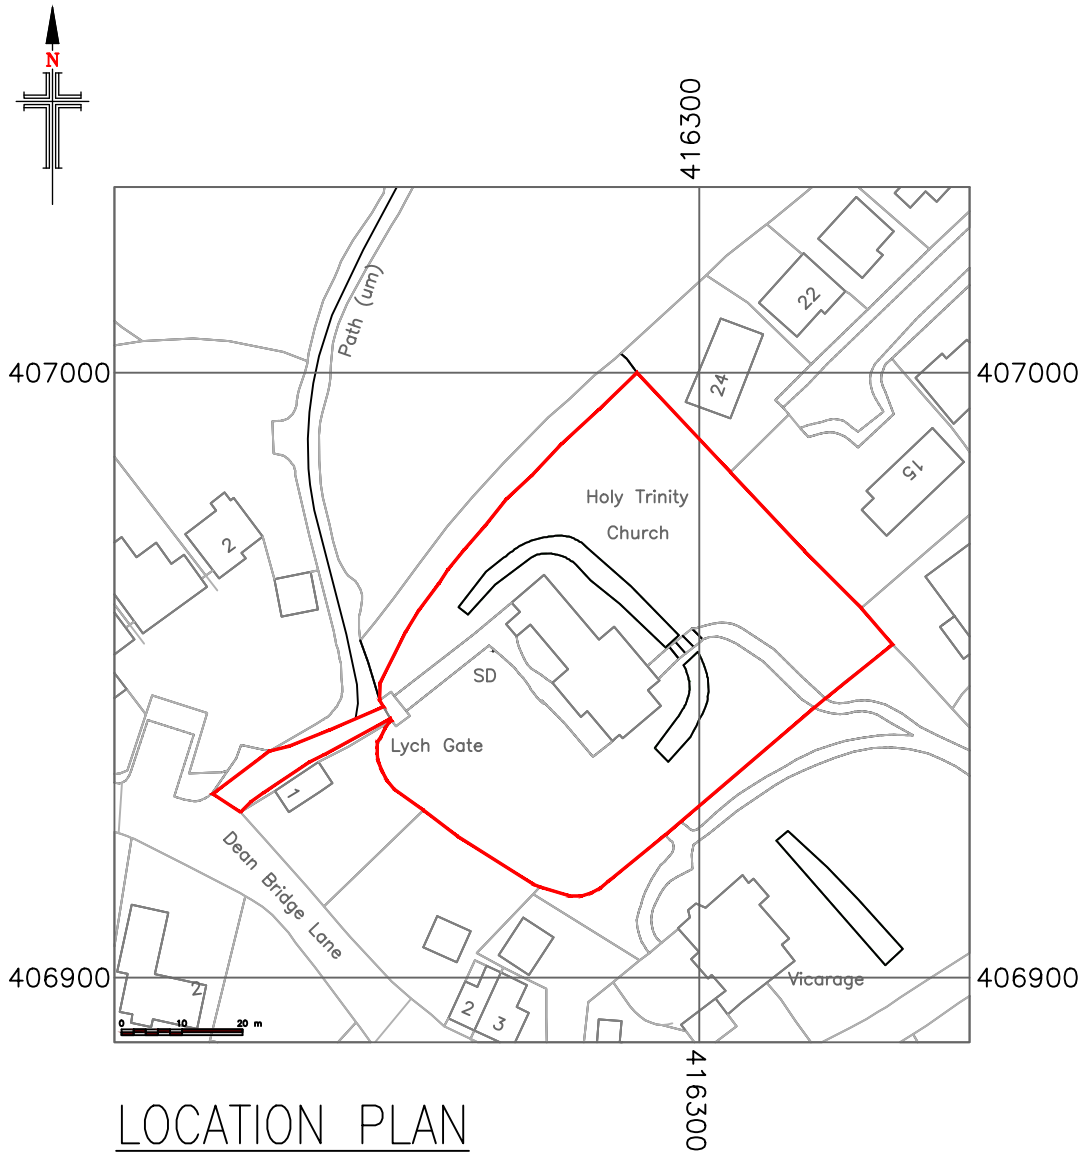 N
416300
Path (um)
22
407000
407000
24
15
Holy Trinity
Church
2
SD
Lych Gate
1
Dean Bridge Lane
406900
406900
Vicarage
2
2
3
0 10 20 m
416300
LOCATION PLAN